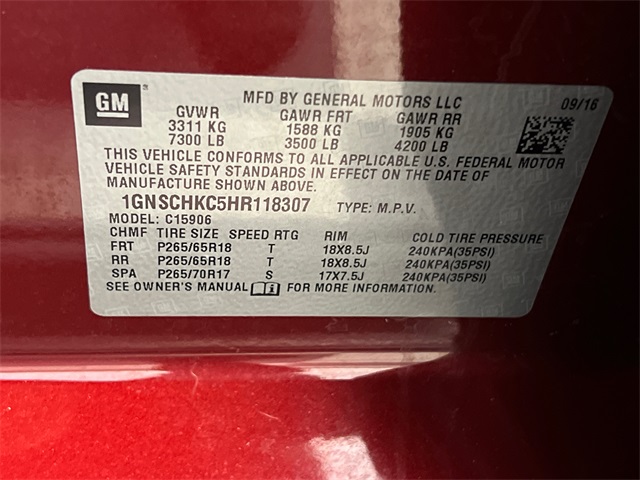 GM
MFD BY GENERAL MOTORS LLC 09/16
GVWR GAWR FRT GAWR RR
3311 KG 1588 KG 1905 KG
7300 LB 3500 LB 4200 LB
THIS VEHICLE CONFORMS TO ALL APPLICABLE U.S. FEDERAL MOTOR
VEHICLE SAFETY STANDARDS IN EFFECT ON THE DATE OF
MANUFACTURE SHOWN ABOVE.
1GNSCHKC5HR118307 TYPE: M.P.V.
MODEL: C15906
CHMF TIRE SIZE SPEED RTG RIM COLD TIRE PRESSURE
FRT P265/65R18 T 18X8.5J 240KPA(35PSI)
RR P265/65R18 T 18X8.5J 240KPA(35PSI)
SPA P265/70R17 S 17X7.5J 240KPA(35PSI)
SEE OWNER'S MANUAL FOR MORE INFORMATION.